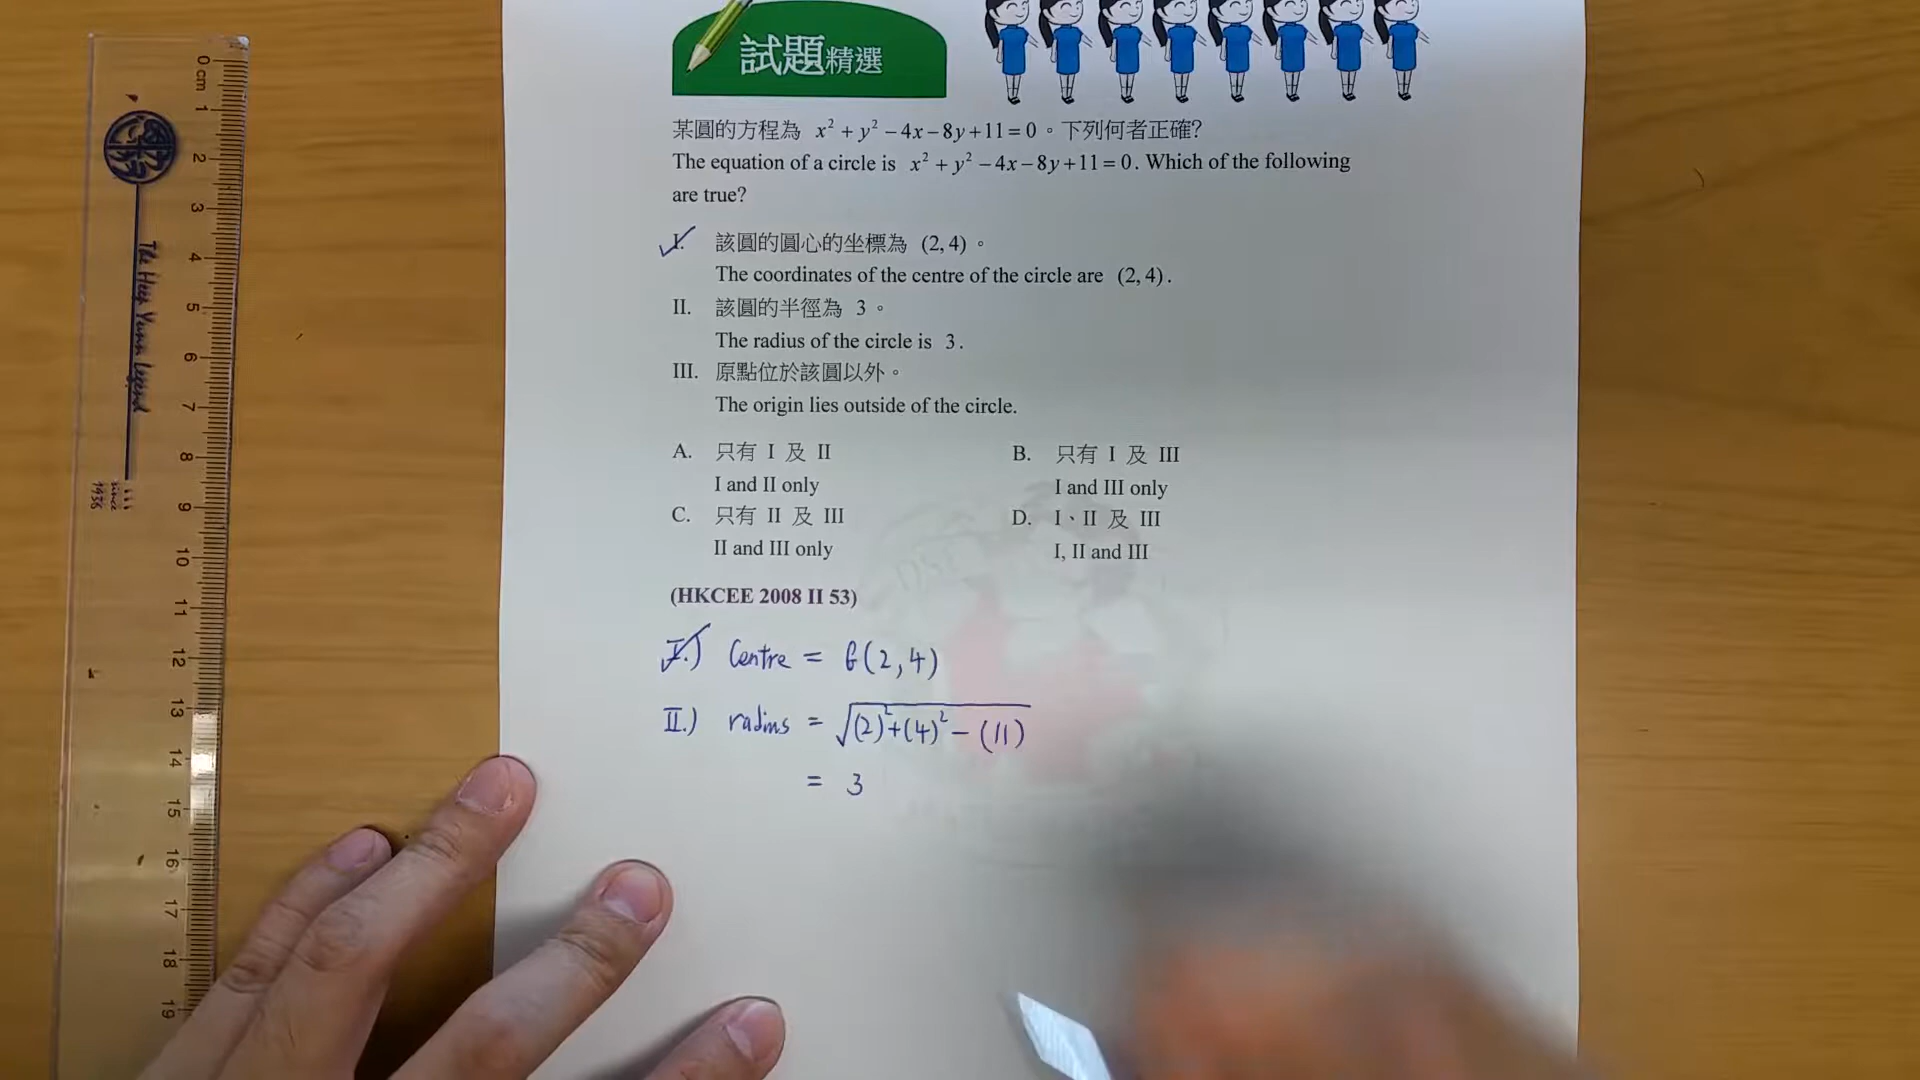 試題精選
某圓的方程為 x² + y² − 4x − 8y + 11 = 0。下列何者正確?
The equation of a circle is x² + y² − 4x − 8y + 11 = 0. Which of the following
are true?
I. 該圓的圓心的坐標為 (2, 4)。
The coordinates of the centre of the circle are (2, 4).
II. 該圓的半徑為 3。
The radius of the circle is 3.
III. 原點位於該圓以外。
The origin lies outside of the circle.
A. 只有 I 及 II B. 只有 I 及 III
I and II only I and III only
C. 只有 II 及 III D. I、II 及 III
II and III only I, II and III
(HKCEE 2008 II 53)
I.) Centre = G(2,4)
II.) radius = √(2)²+(4)² − (11)
= 3
0 cm
1
2
3
4
5
6
7
8
9
10
11
12
13
14
15
16
17
18
19
The Heep Yunn Legend
since
1936